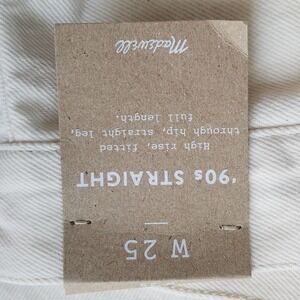 W 25
'90s STRAIGHT
High rise, fitted
through hip, straight leg,
full length.
Madewell